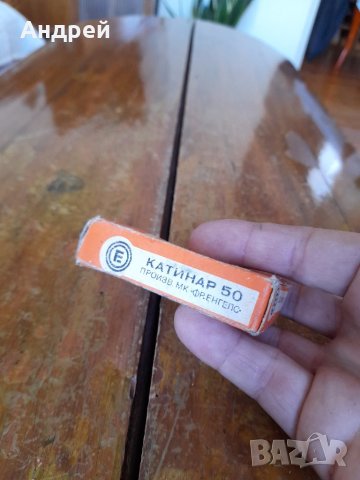 Андрей
E
КАТИНАР 50
ПРОИЗВ. МК «ФР.ЕНГЕЛС»
BAZAR